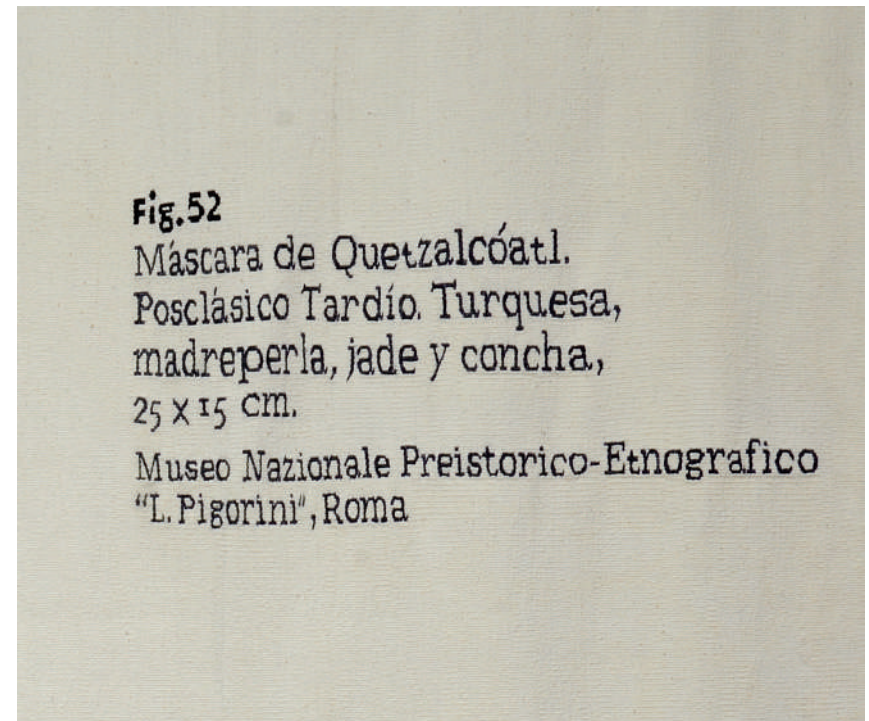 Fig.52
Máscara de Quetzalcóatl.
Posclásico Tardío. Turquesa,
madreperla, jade y concha,
25 x 15 cm.
Museo Nazionale Preistorico-Etnografico
“L. Pigorini”, Roma